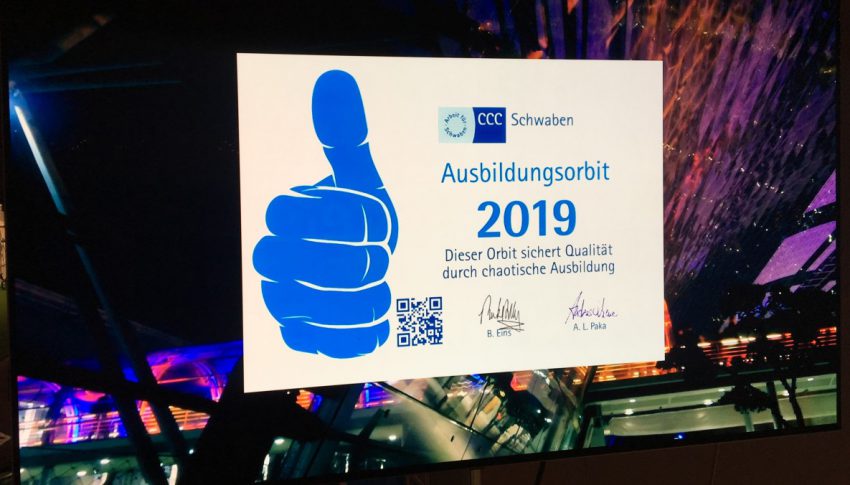 Arbeit für Schwaben
CCC Schwaben
Ausbildungsorbit
2019
Dieser Orbit sichert Qualität
durch chaotische Ausbildung
B. Eins
A. L. Paka